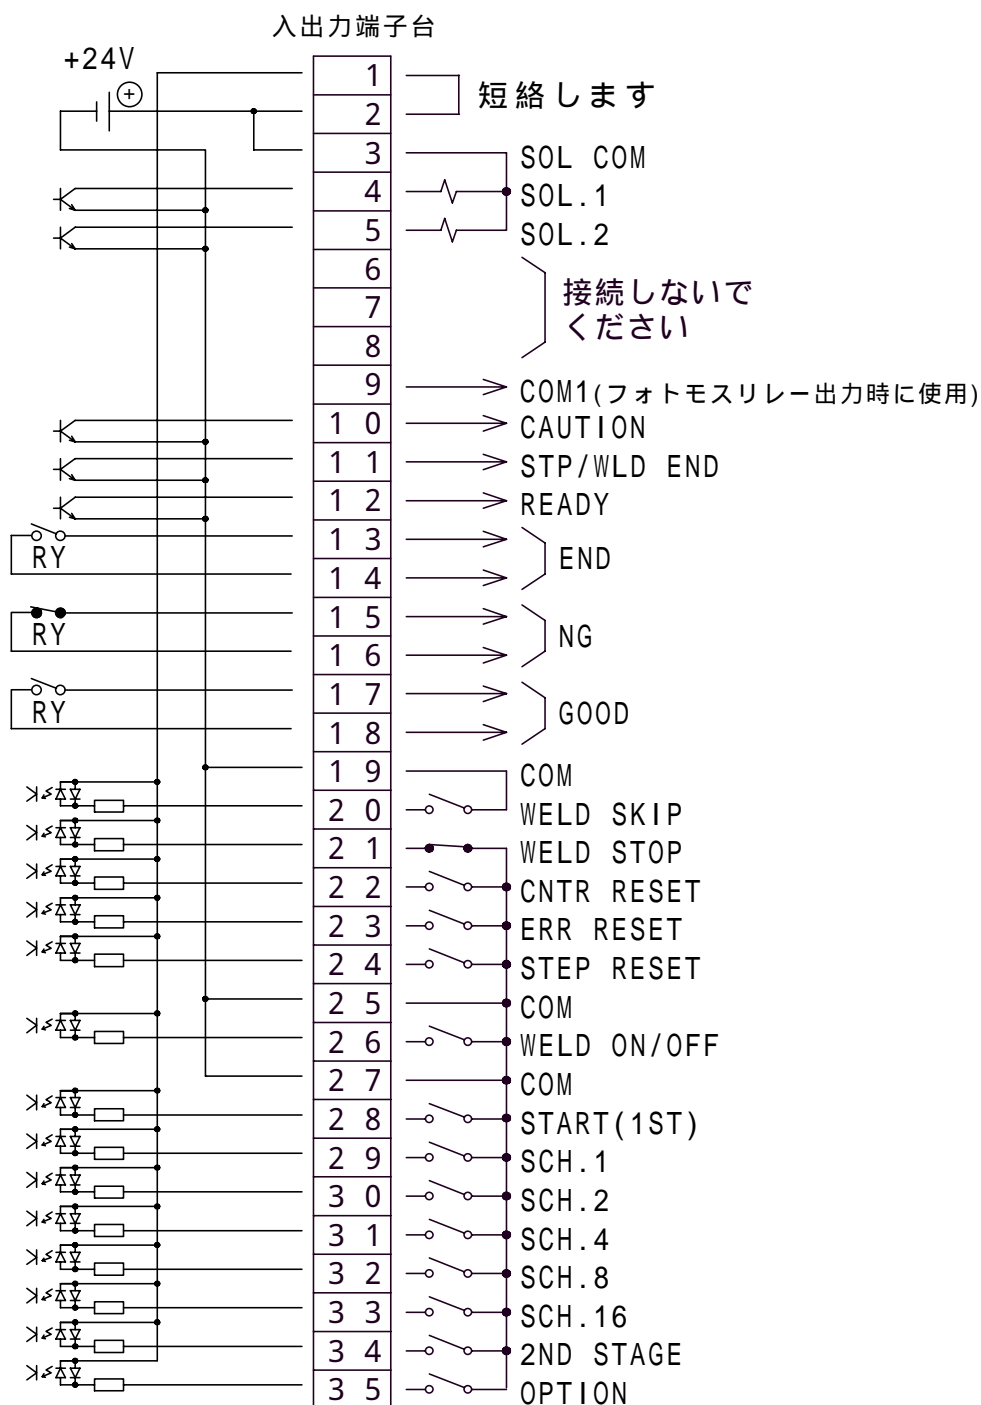 入出力端子台
+24V
1
短絡します
2
3 SOL COM
4 SOL.1
5 SOL.2
6
7
8
接続しないで
ください
9 COM1(フォトモスリレー出力時に使用)
10 CAUTION
11 STP/WLD END
12 READY
RY 13
END
14
RY 15
NG
16
RY 17
GOOD
18
19 COM
20 WELD SKIP
21 WELD STOP
22 CNTR RESET
23 ERR RESET
24 STEP RESET
25 COM
26 WELD ON/OFF
27 COM
28 START(1ST)
29 SCH.1
30 SCH.2
31 SCH.4
32 SCH.8
33 SCH.16
34 2ND STAGE
35 OPTION